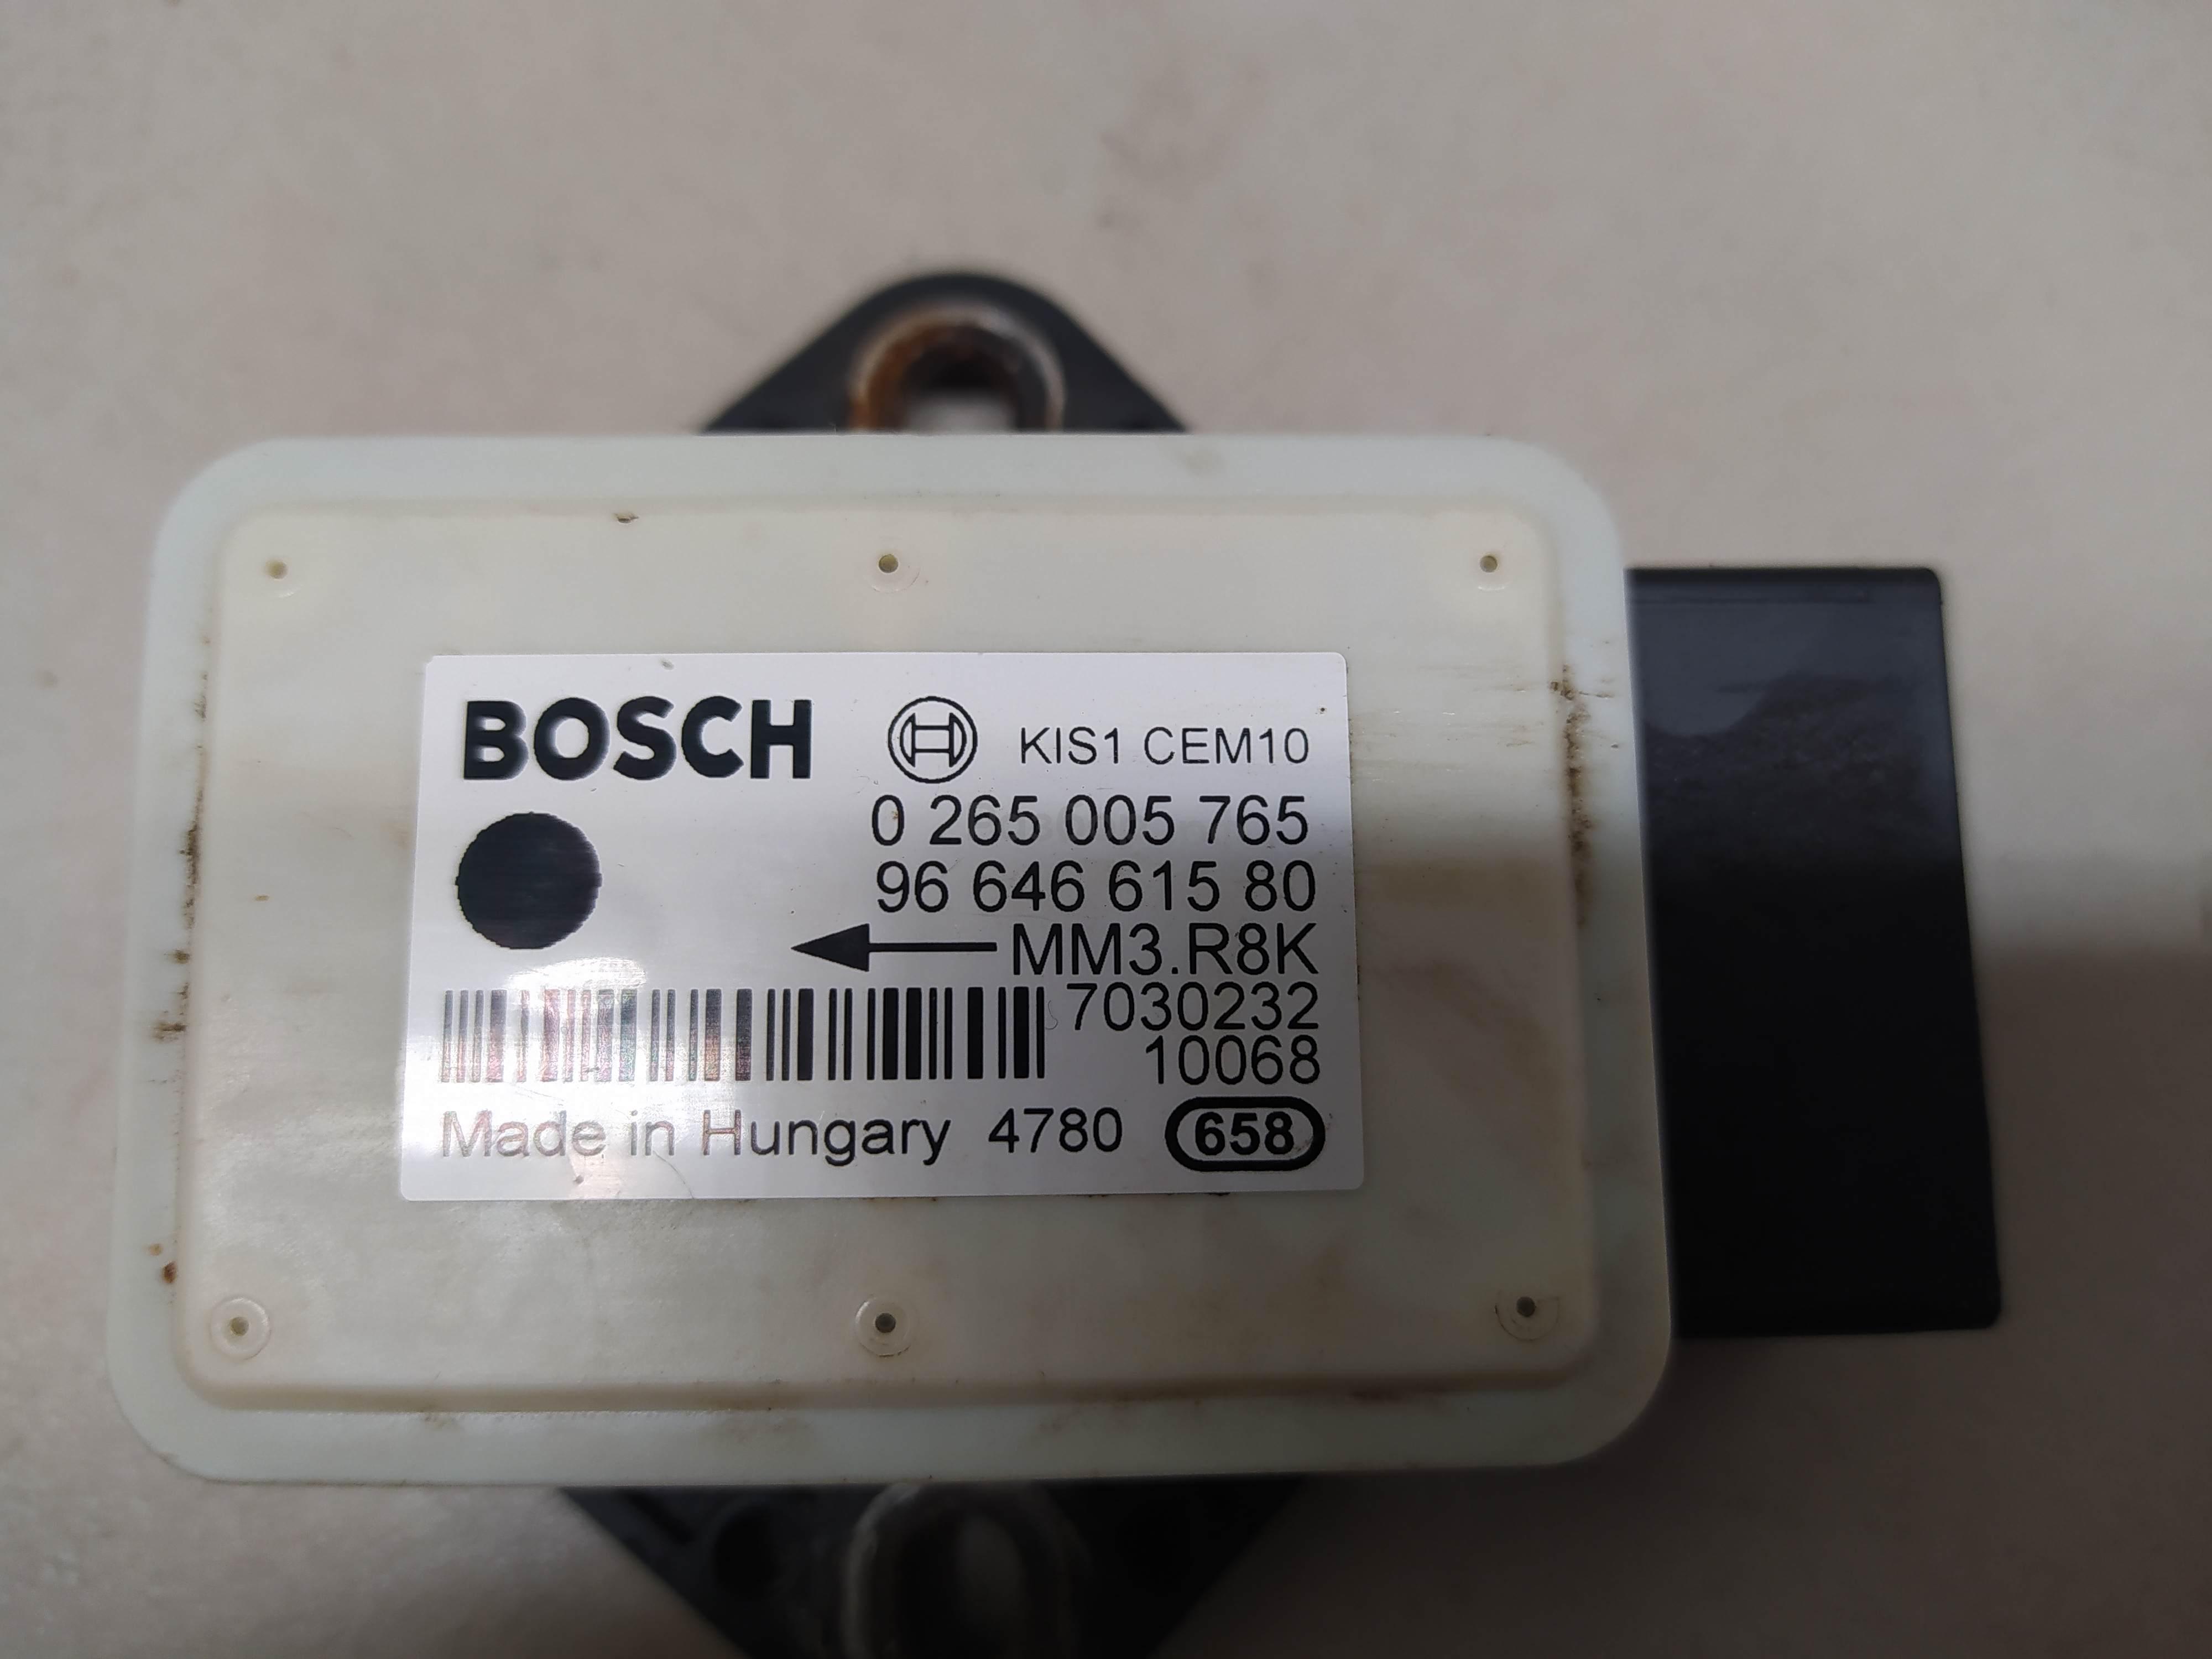 BOSCH KIS1 CEM10
0 265 005 765
96 646 615 80
MM3.R8K
7030232
10068
Made in Hungary 4780 658